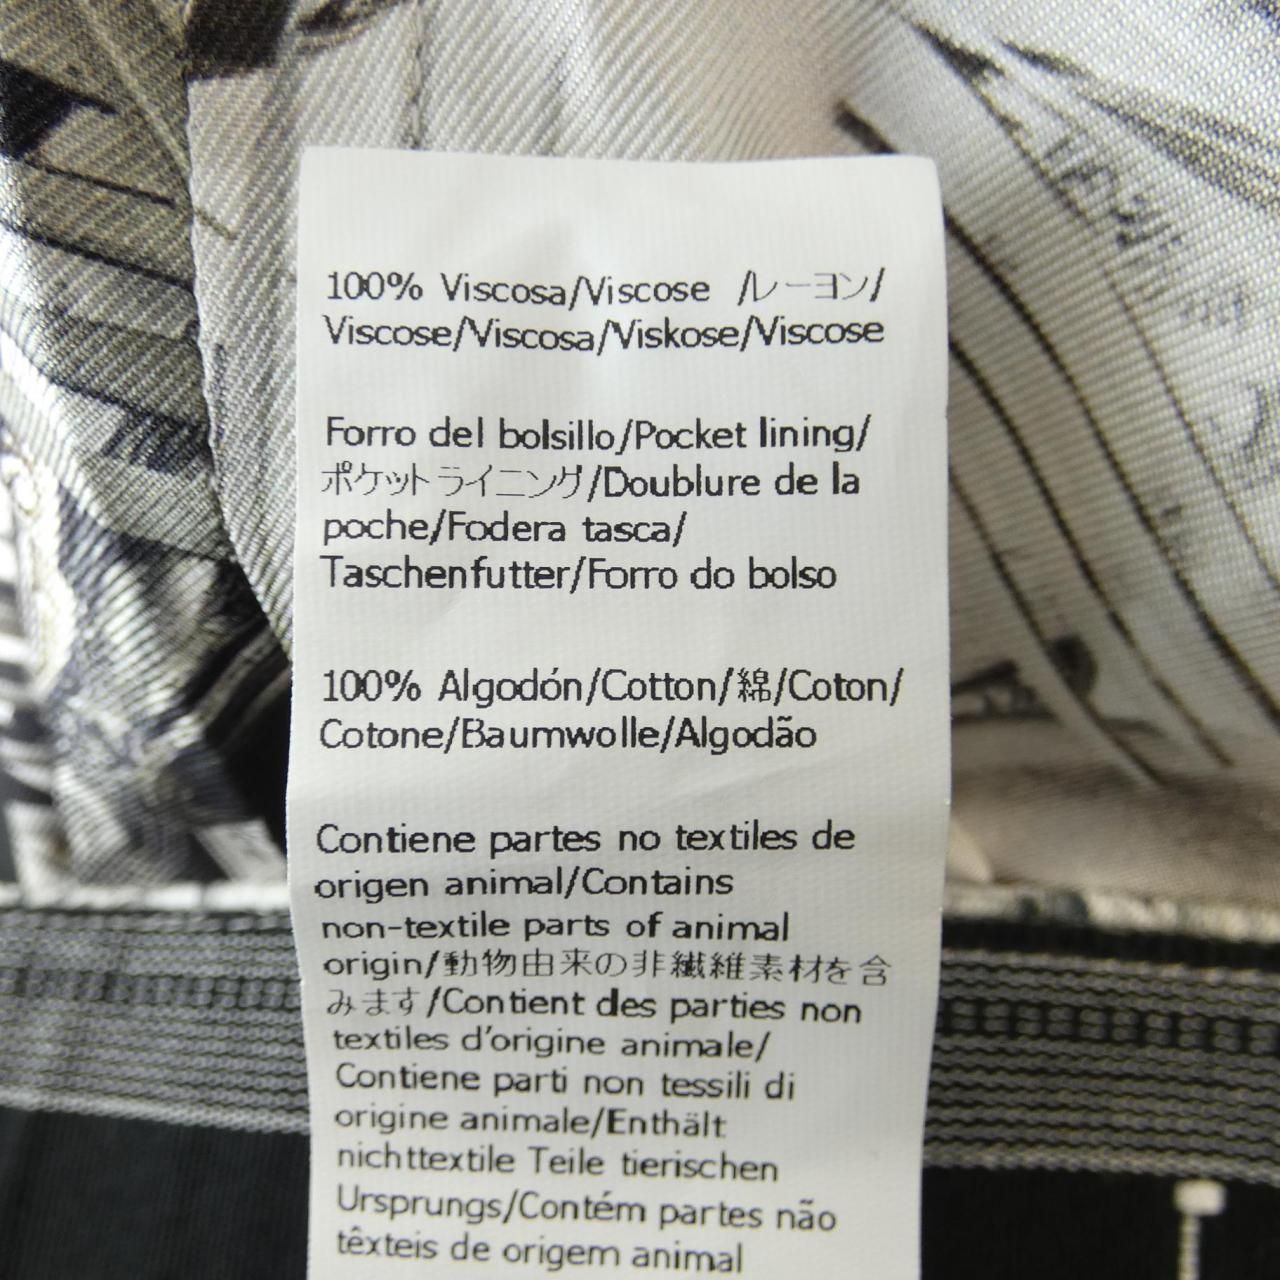 100% Viscosa/Viscose /レーヨン/
Viscose/Viscosa/Viskose/Viscose
Forro del bolsillo/Pocket lining/
ポケットライニング/Doublure de la
poche/Fodera tasca/
Taschenfutter/Forro do bolso
100% Algodón/Cotton/綿/Coton/
Cotone/Baumwolle/Algodão
Contiene partes no textiles de
origen animal/Contains
non-textile parts of animal
origin/動物由来の非繊維素材を含
みます/Contient des parties non
textiles d’origine animale/
Contiene parti non tessili di
origine animale/Enthält
nichttextile Teile tierischen
Ursprungs/Contém partes não
têxteis de origem animal